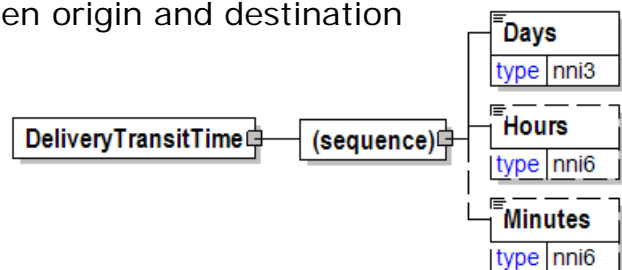 en origin and destination
Days
type nni3
DeliveryTransitTime
(sequence)
Hours
type nni6
Minutes
type nni6